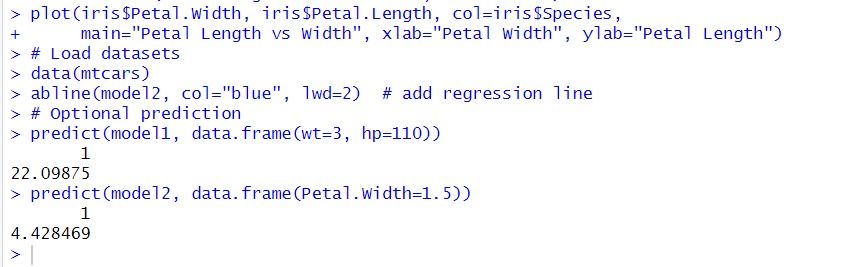 > plot(iris$Petal.Width, iris$Petal.Length, col=iris$Species,
+      main="Petal Length vs Width", xlab="Petal Width", ylab="Petal Length")
> # Load datasets
> data(mtcars)
> abline(model2, col="blue", lwd=2)  # add regression line
> # Optional prediction
> predict(model1, data.frame(wt=3, hp=110))
       1
22.09875
> predict(model2, data.frame(Petal.Width=1.5))
       1
4.428469
>